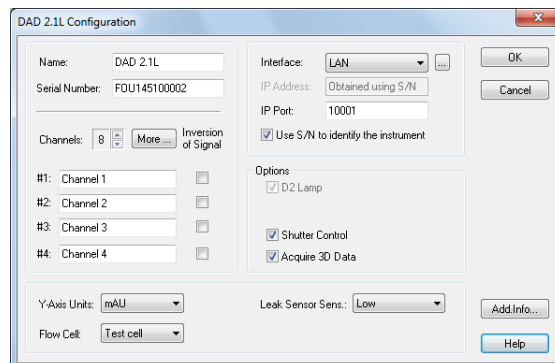 DAD 2.1L Configuration
Name: DAD 2.1L
Serial Number: FOU145100002
Channels: 8 More ... Inversion of Signal
#1: Channel 1
#2: Channel 2
#3: Channel 3
#4: Channel 4
Interface: LAN ...
IP Address: Obtained using S/N
IP Port: 10001
Use S/N to identify the instrument
Options
D2 Lamp
Shutter Control
Acquire 3D Data
Y-Axis Units: mAU
Flow Cell: Test cell
Leak Sensor Sens.: Low
OK
Cancel
Add.Info...
Help